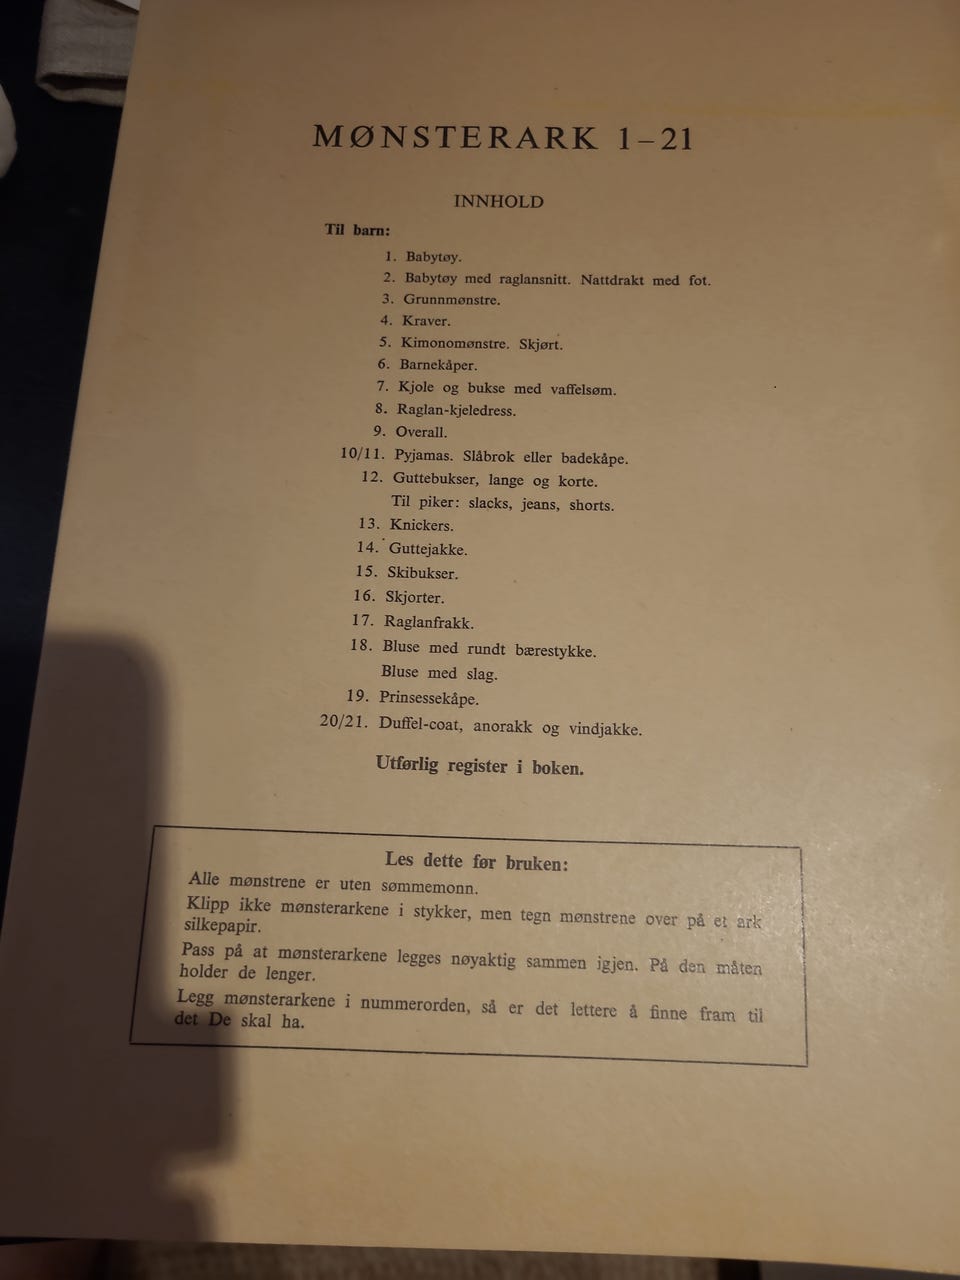 MØNSTERARK 1–21
INNHOLD
Til barn:
1. Babytøy.
2. Babytøy med raglansnitt. Nattdrakt med fot.
3. Grunnmønstre.
4. Kraver.
5. Kimonomønstre. Skjørt.
6. Barnekåper.
7. Kjole og bukse med vaffelsøm.
8. Raglan-kjeledress.
9. Overall.
10/11. Pyjamas. Slåbrok eller badekåpe.
12. Guttebukser, lange og korte.
Til piker: slacks, jeans, shorts.
13. Knickers.
14. Guttejakke.
15. Skibukser.
16. Skjorter.
17. Raglanfrakk.
18. Bluse med rundt bærestykke.
Bluse med slag.
19. Prinsessekåpe.
20/21. Duffel-coat, anorakk og vindjakke.
Utførlig register i boken.
Les dette før bruken:
Alle mønstrene er uten sømmemonn.
Klipp ikke mønsterarkene i stykker, men tegn mønstrene over på et ark
silkepapir.
Pass på at mønsterarkene legges nøyaktig sammen igjen. På den måten
holder de lenger.
Legg mønsterarkene i nummerorden, så er det lettere å finne fram til
det De skal ha.